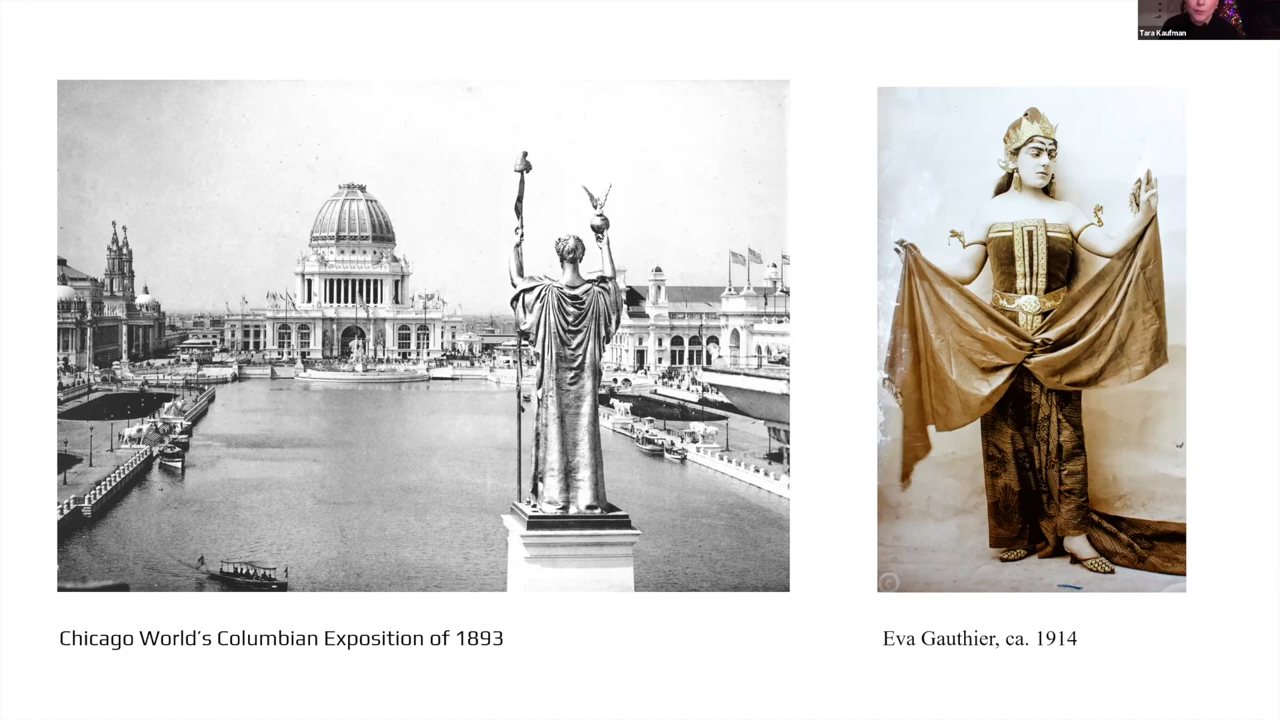 Tara Kaufman
Chicago World's Columbian Exposition of 1893
Eva Gauthier, ca. 1914